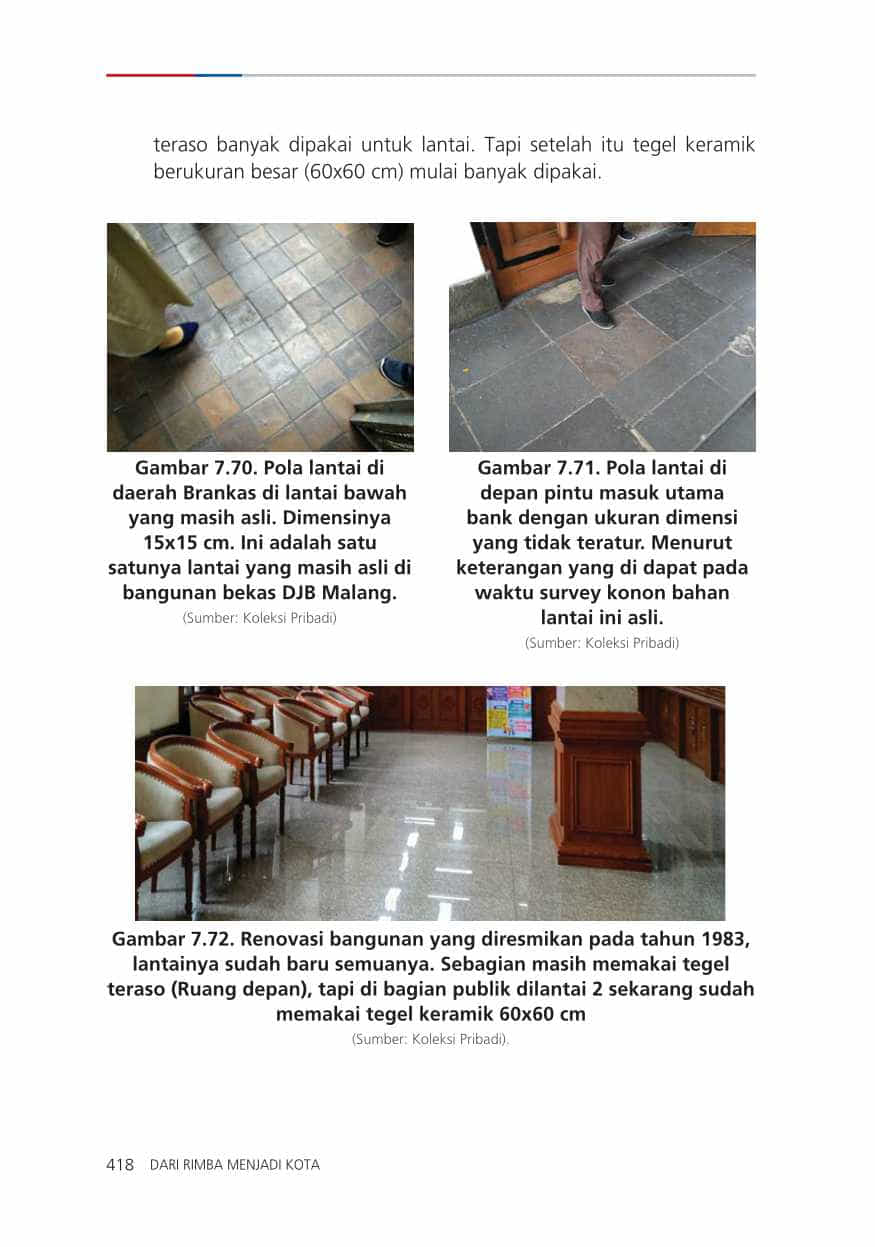 teraso banyak dipakai untuk lantai. Tapi setelah itu tegel keramik
berukuran besar (60x60 cm) mulai banyak dipakai.
Gambar 7.70. Pola lantai di
daerah Brankas di lantai bawah
yang masih asli. Dimensinya
15x15 cm. Ini adalah satu
satunya lantai yang masih asli di
bangunan bekas DJB Malang.
(Sumber: Koleksi Pribadi)
Gambar 7.71. Pola lantai di
depan pintu masuk utama
bank dengan ukuran dimensi
yang tidak teratur. Menurut
keterangan yang di dapat pada
waktu survey konon bahan
lantai ini asli.
(Sumber: Koleksi Pribadi)
Gambar 7.72. Renovasi bangunan yang diresmikan pada tahun 1983,
lantainya sudah baru semuanya. Sebagian masih memakai tegel
teraso (Ruang depan), tapi di bagian publik dilantai 2 sekarang sudah
memakai tegel keramik 60x60 cm
(Sumber: Koleksi Pribadi).
418 DARI RIMBA MENJADI KOTA